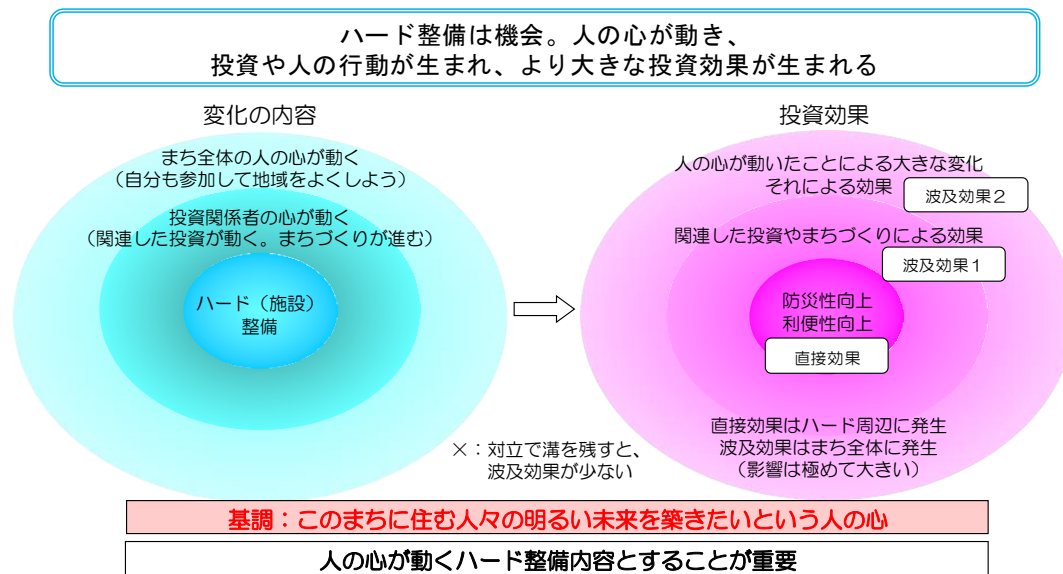 ハード整備は機会。人の心が動き、
投資や人の行動が生まれ、より大きな投資効果が生まれる
変化の内容
まち全体の人の心が動く
（自分も参加して地域をよくしよう）
投資関係者の心が動く
（関連した投資が動く。まちづくりが進む）
ハード（施設）
整備
投資効果
人の心が動いたことによる大きな変化
それによる効果
波及効果２
関連した投資やまちづくりによる効果
波及効果１
防災性向上
利便性向上
直接効果
直接効果はハード周辺に発生
波及効果はまち全体に発生
（影響は極めて大きい）
×：対立で溝を残すと、
波及効果が少ない
基調：このまちに住む人々の明るい未来を築きたいという人の心
人の心が動くハード整備内容とすることが重要